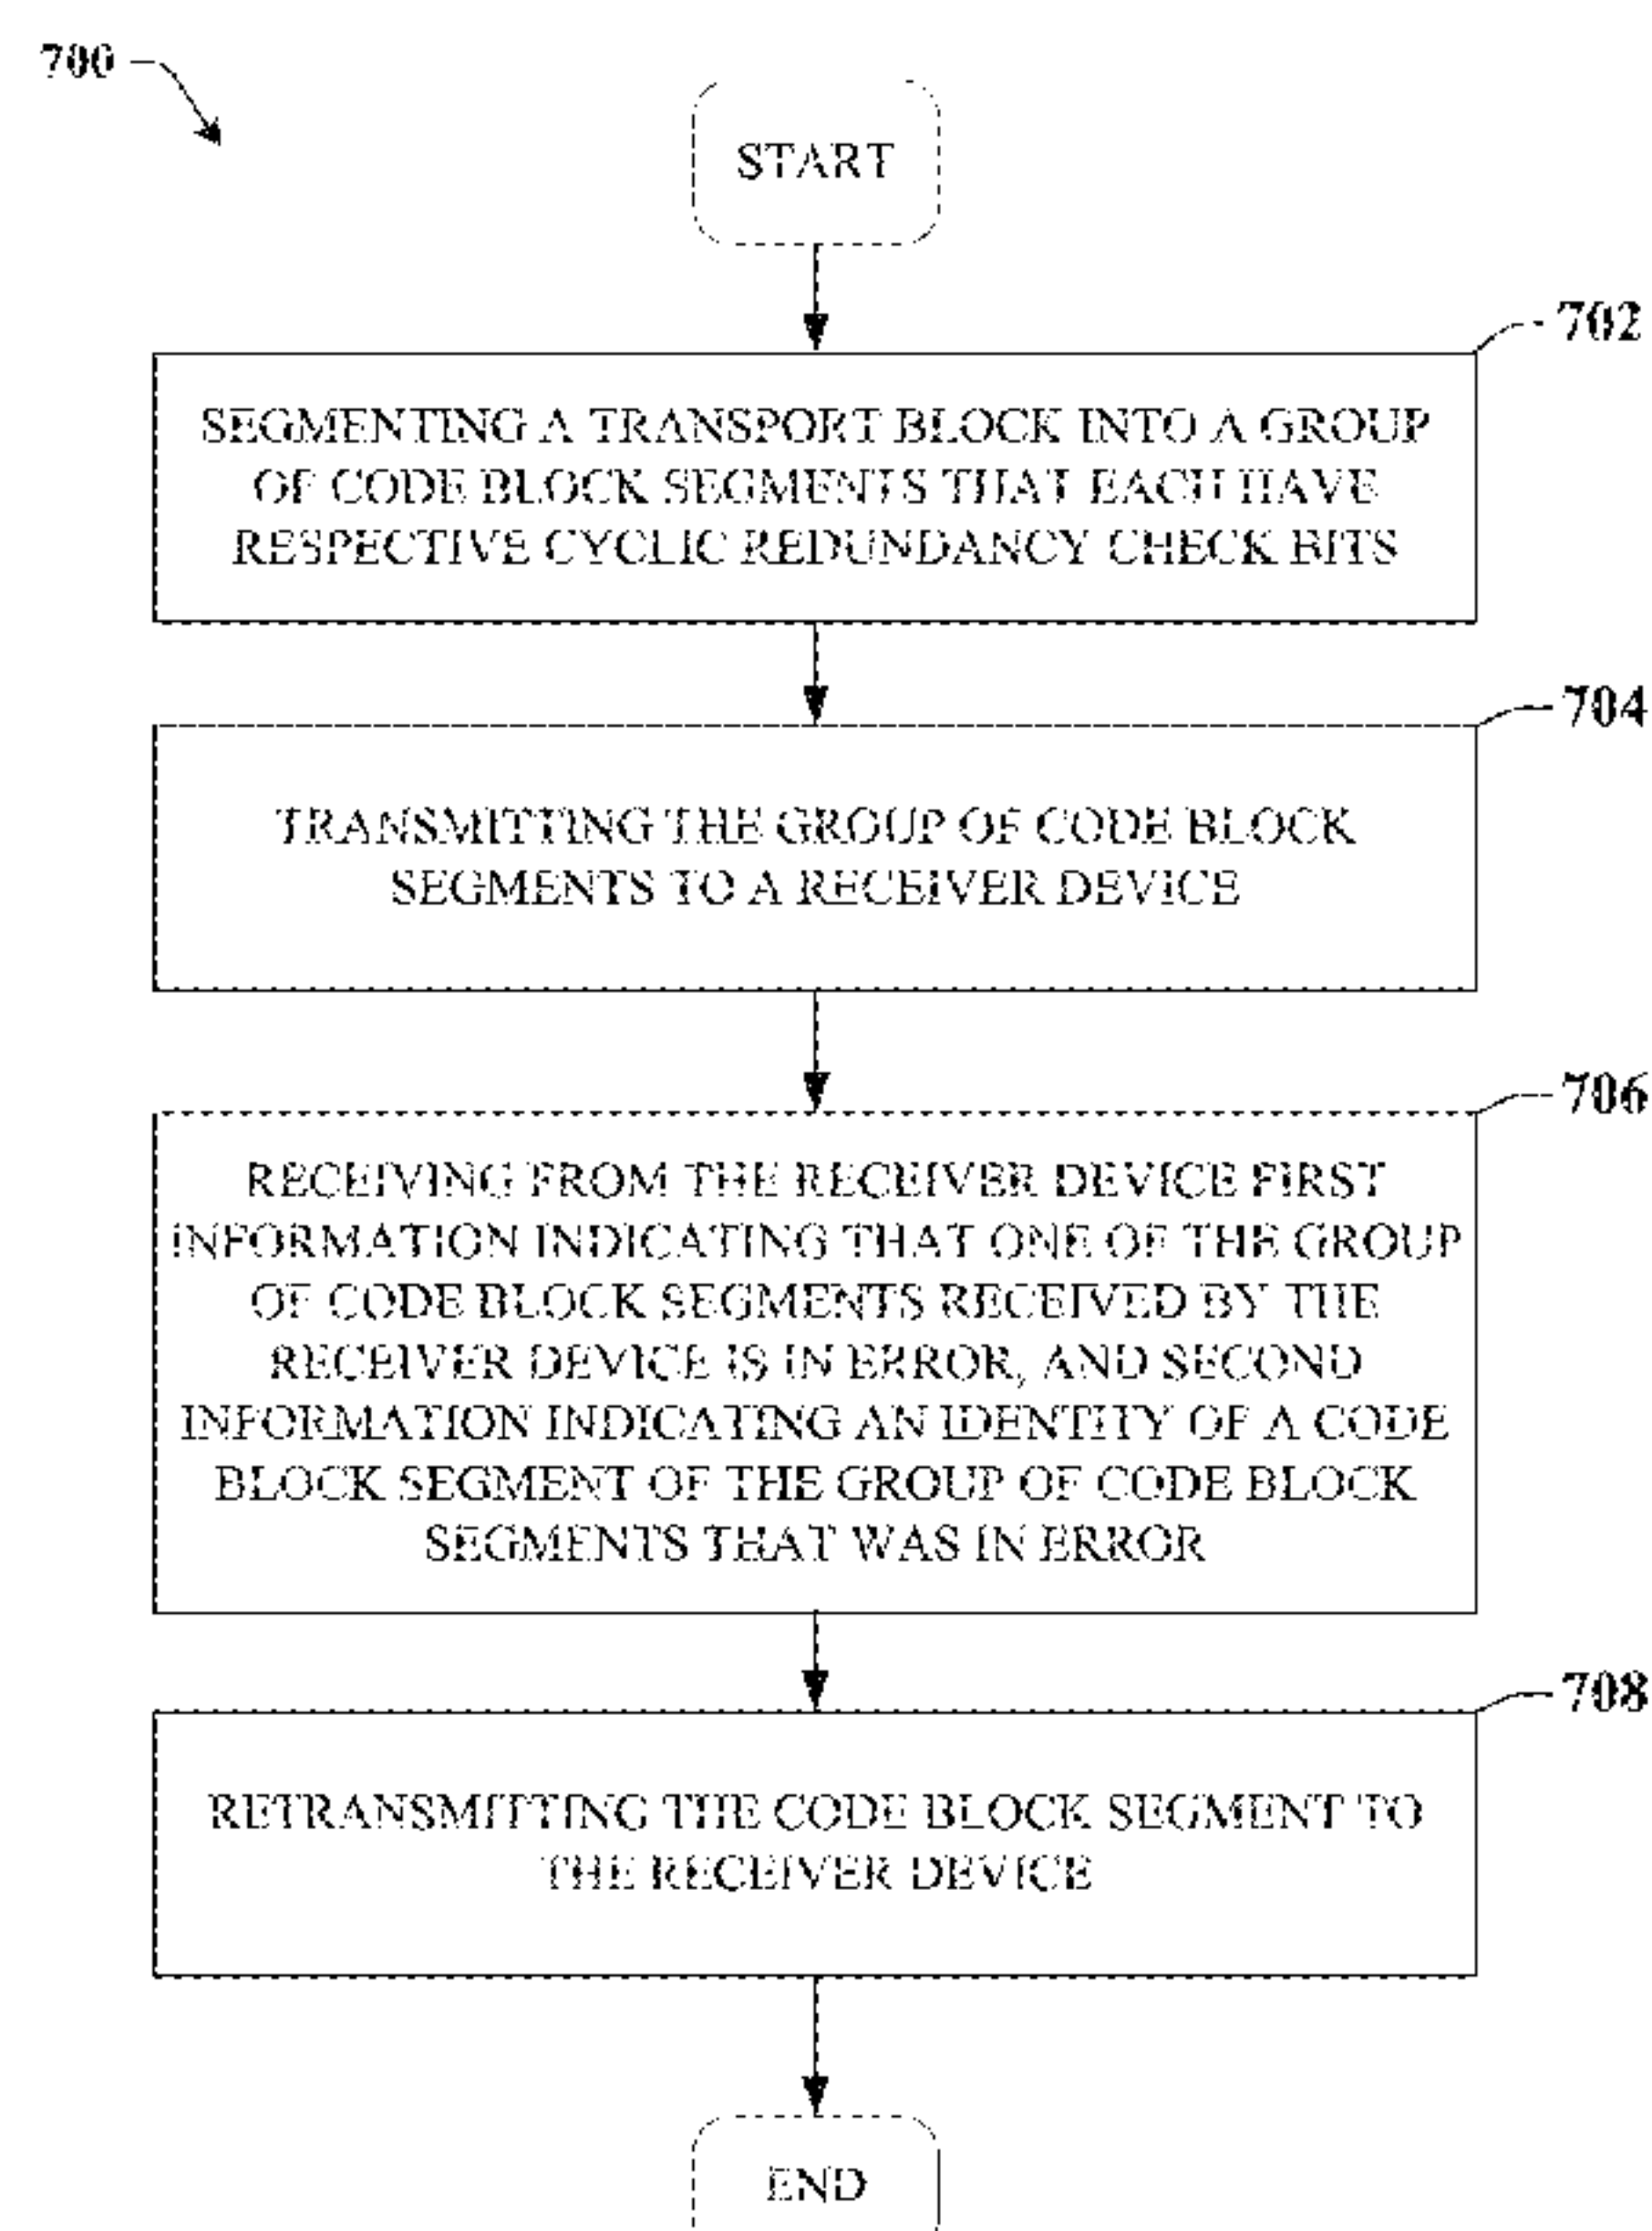 700
START
702
SEGMENTING A TRANSPORT BLOCK INTO A GROUP
OF CODE BLOCK SEGMENTS THAT EACH HAVE
RESPECTIVE CYCLIC REDUNDANCY CHECK BITS
704
TRANSMITTING THE GROUP OF CODE BLOCK
SEGMENTS TO A RECEIVER DEVICE
706
RECEIVING FROM THE RECEIVER DEVICE FIRST
INFORMATION INDICATING THAT ONE OF THE GROUP
OF CODE BLOCK SEGMENTS RECEIVED BY THE
RECEIVER DEVICE IS IN ERROR, AND SECOND
INFORMATION INDICATING AN IDENTITY OF A CODE
BLOCK SEGMENT OF THE GROUP OF CODE BLOCK
SEGMENTS THAT WAS IN ERROR
708
RETRANSMITTING THE CODE BLOCK SEGMENT TO
THE RECEIVER DEVICE
END